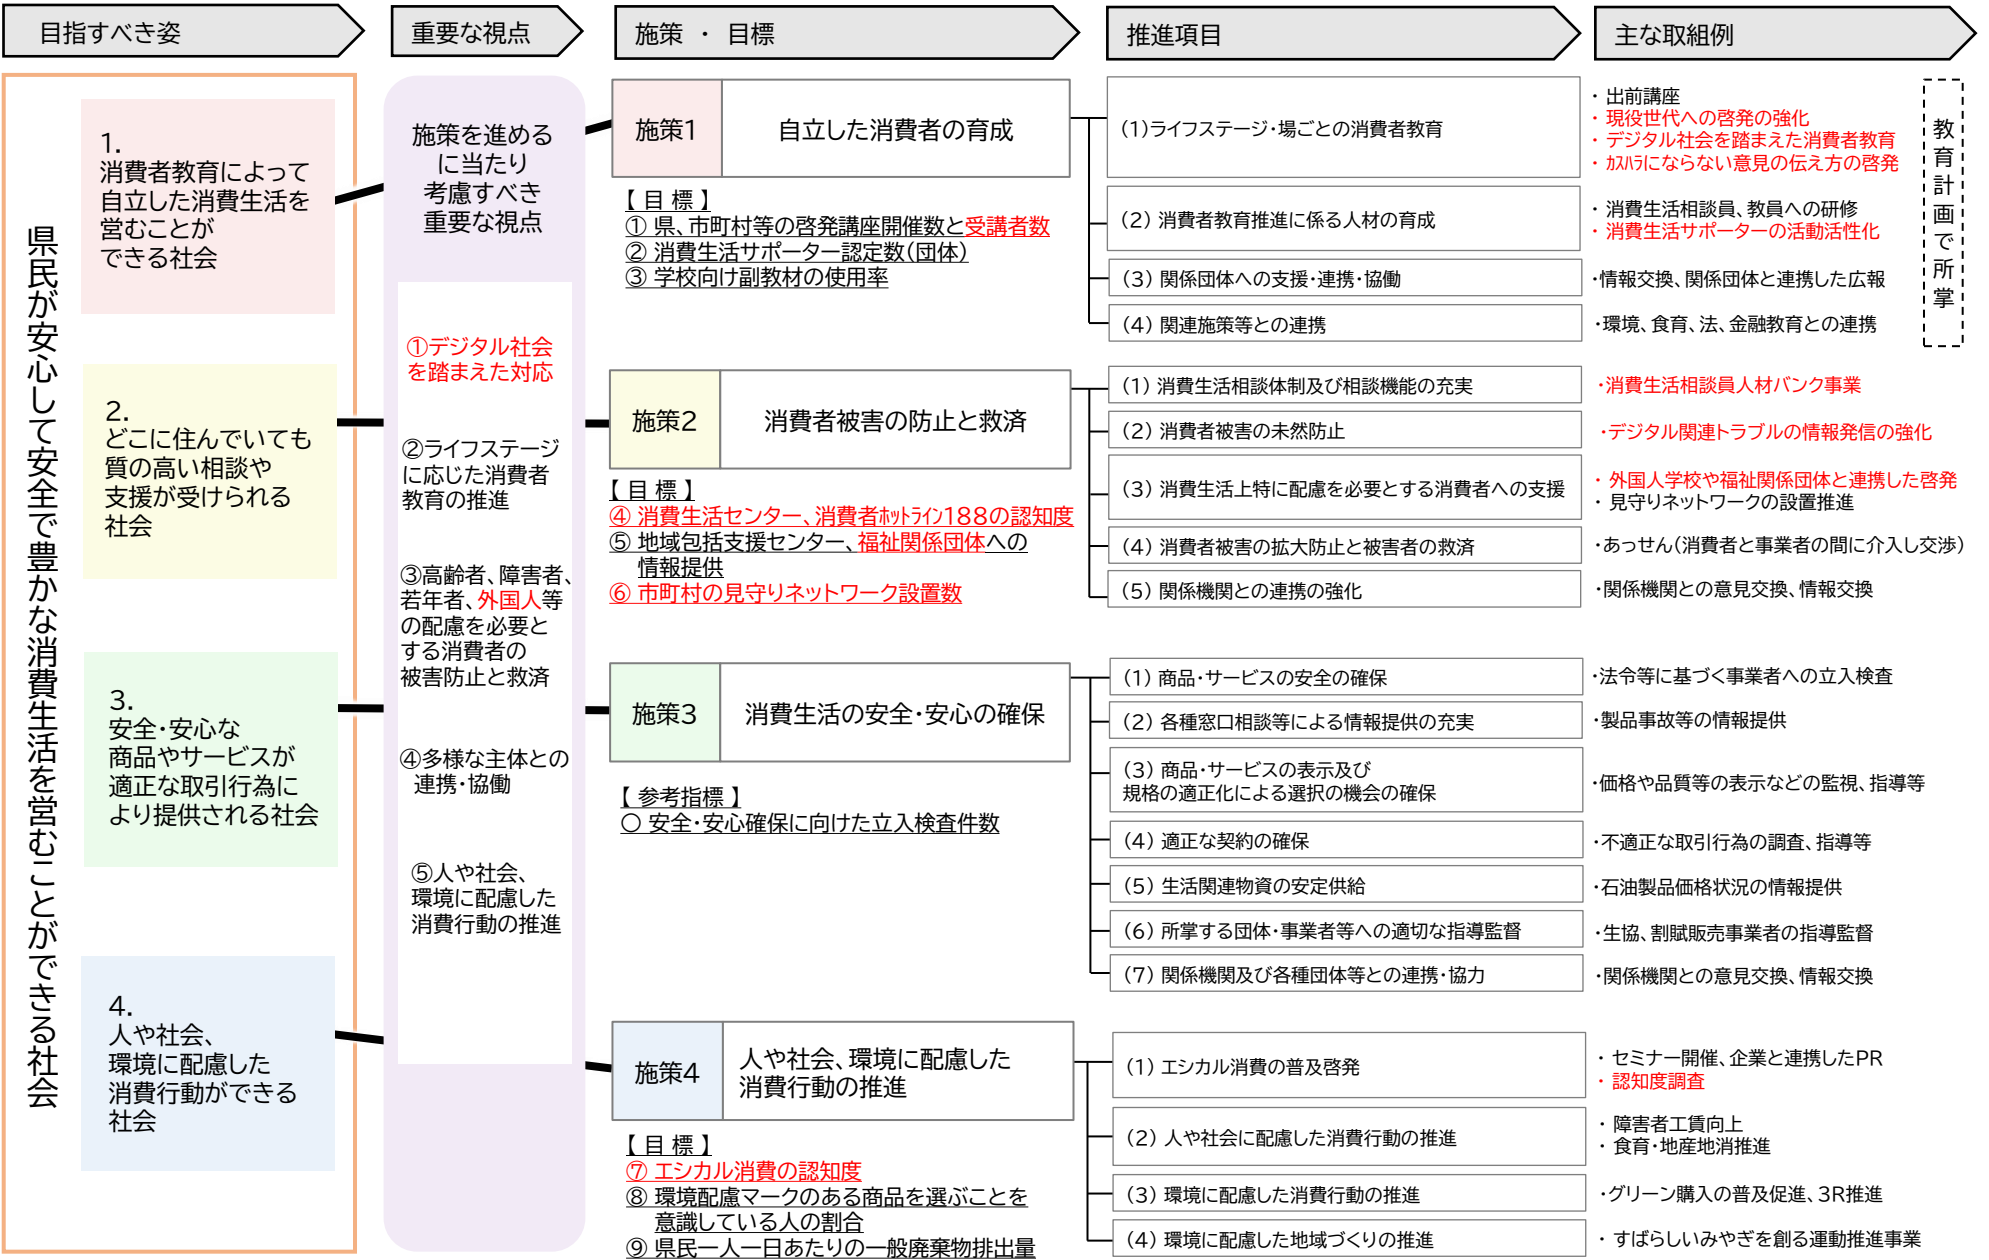 目指すべき姿
重要な視点
施策 ・ 目標
推進項目
主な取組例
県民が安心して安全で豊かな消費生活を営むことができる社会
1.
消費者教育によって
自立した消費生活を
営むことが
できる社会
2.
どこに住んでいても
質の高い相談や
支援が受けられる
社会
3.
安全・安心な
商品やサービスが
適正な取引行為に
より提供される社会
4.
人や社会、
環境に配慮した
消費行動ができる
社会
施策を進める
に当たり
考慮すべき
重要な視点
①デジタル社会
を踏まえた対応
②ライフステージ
に応じた消費者
教育の推進
③高齢者、障害者、
若年者、外国人等
の配慮を必要と
する消費者の
被害防止と救済
④多様な主体との
連携・協働
⑤人や社会、
環境に配慮した
消費行動の推進
施策1
自立した消費者の育成
【 目 標 】
① 県、市町村等の啓発講座開催数と受講者数
② 消費生活サポーター認定数(団体)
③ 学校向け副教材の使用率
(1)ライフステージ・場ごとの消費者教育
・ 出前講座
・ 現役世代への啓発の強化
・ デジタル社会を踏まえた消費者教育
・ ｶｽﾊﾗにならない意見の伝え方の啓発
(2) 消費者教育推進に係る人材の育成
・ 消費生活相談員、教員への研修
・ 消費生活サポーターの活動活性化
(3) 関係団体への支援・連携・協働
・情報交換、関係団体と連携した広報
(4) 関連施策等との連携
・環境、食育、法、金融教育との連携
教育計画で所掌
施策2
消費者被害の防止と救済
【 目 標 】
④ 消費生活センター、消費者ﾎｯﾄﾗｲﾝ188の認知度
⑤ 地域包括支援センター、福祉関係団体への
情報提供
⑥ 市町村の見守りネットワーク設置数
(1) 消費生活相談体制及び相談機能の充実
・消費生活相談員人材バンク事業
(2) 消費者被害の未然防止
・デジタル関連トラブルの情報発信の強化
(3) 消費生活上特に配慮を必要とする消費者への支援
・ 外国人学校や福祉関係団体と連携した啓発
・ 見守りネットワークの設置推進
(4) 消費者被害の拡大防止と被害者の救済
・あっせん(消費者と事業者の間に介入し交渉)
(5) 関係機関との連携の強化
・関係機関との意見交換、情報交換
施策3
消費生活の安全・安心の確保
【 参考指標 】
〇 安全・安心確保に向けた立入検査件数
(1) 商品・サービスの安全の確保
・法令等に基づく事業者への立入検査
(2) 各種窓口相談等による情報提供の充実
・製品事故等の情報提供
(3) 商品・サービスの表示及び
規格の適正化による選択の機会の確保
・価格や品質等の表示などの監視、指導等
(4) 適正な契約の確保
・不適正な取引行為の調査、指導等
(5) 生活関連物資の安定供給
・石油製品価格状況の情報提供
(6) 所掌する団体・事業者等への適切な指導監督
・生協、割賦販売事業者の指導監督
(7) 関係機関及び各種団体等との連携・協力
・関係機関との意見交換、情報交換
施策4
人や社会、環境に配慮した
消費行動の推進
【 目 標 】
⑦ エシカル消費の認知度
⑧ 環境配慮マークのある商品を選ぶことを
意識している人の割合
⑨ 県民一人一日あたりの一般廃棄物排出量
(1) エシカル消費の普及啓発
・ セミナー開催、企業と連携したPR
・ 認知度調査
(2) 人や社会に配慮した消費行動の推進
・ 障害者工賃向上
・ 食育・地産地消推進
(3) 環境に配慮した消費行動の推進
・グリーン購入の普及促進、3R推進
(4) 環境に配慮した地域づくりの推進
・ すばらしいみやぎを創る運動推進事業